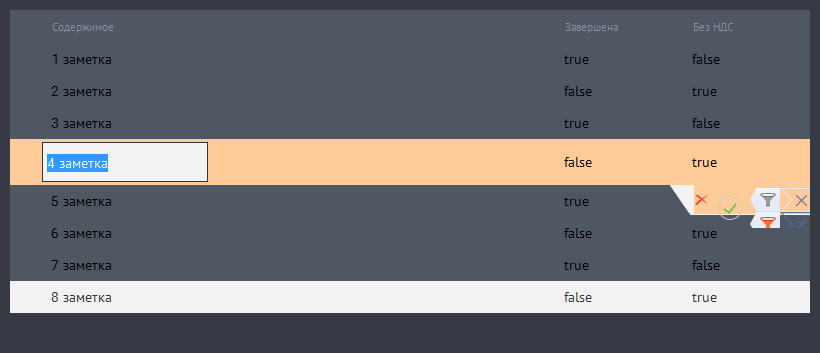 Содержимое Завершена Без НДС
1 заметка true false
2 заметка false true
3 заметка true false
4 заметка false true
5 заметка true
6 заметка false true
7 заметка true false
8 заметка false true